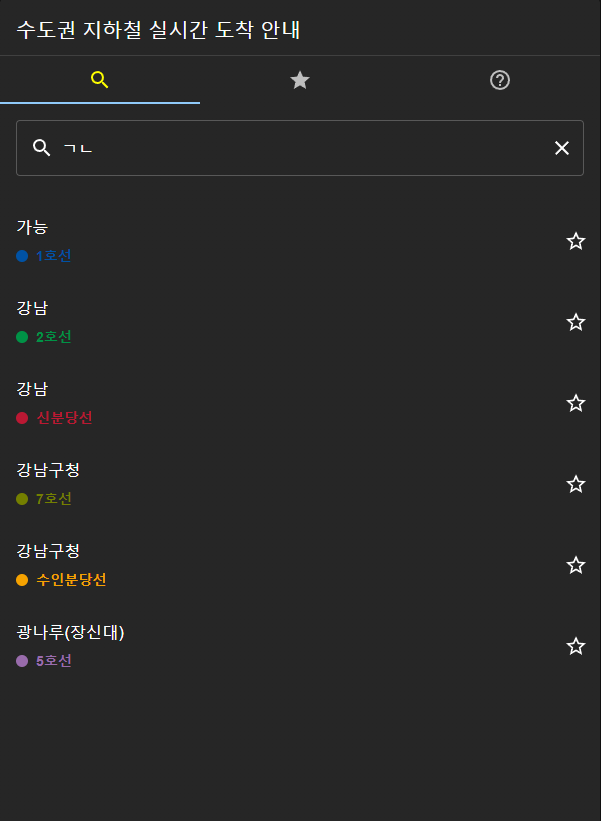 수도권 지하철 실시간 도착 안내
ㄱㄴ
가능
1호선
강남
2호선
강남
신분당선
강남구청
7호선
강남구청
수인분당선
광나루(장신대)
5호선